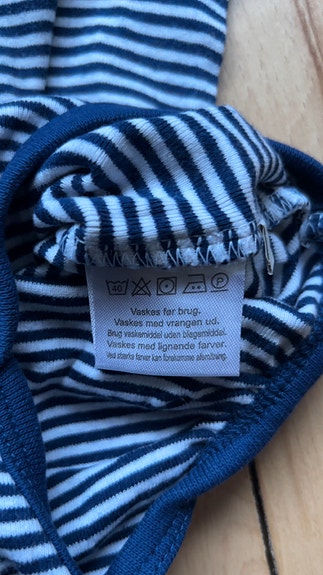 40 P
Vaskes før brug.
Vaskes med vrangen ud.
Brug vaskemiddel uden blegemiddel.
Vaskes med lignende farver.
Ved stærke farver kan forekomme afsmitning.